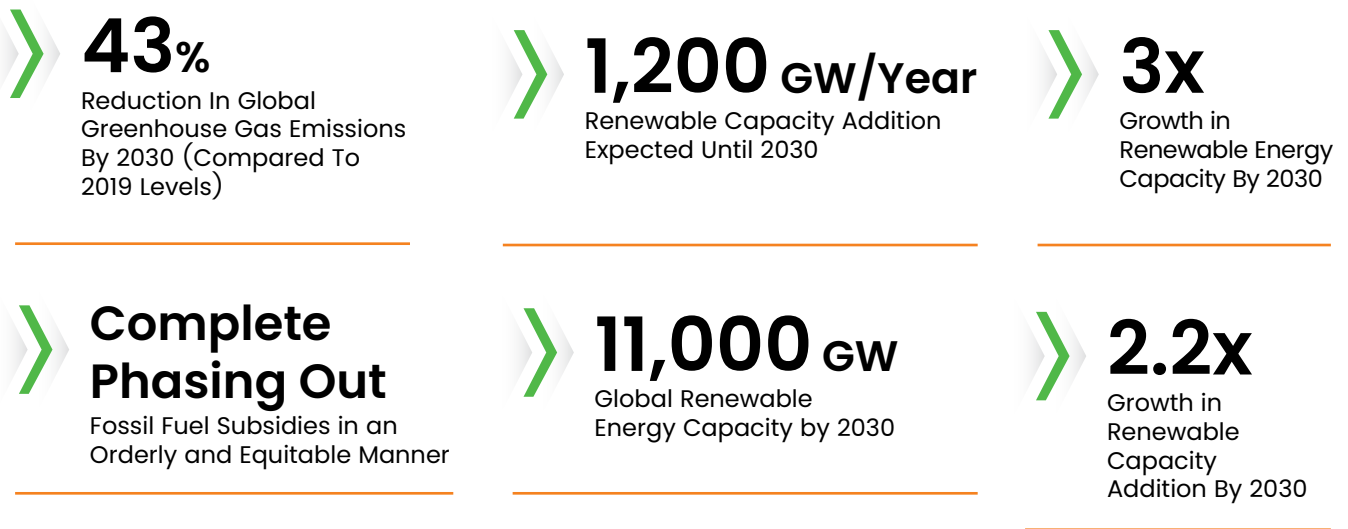 43%
Reduction In Global
Greenhouse Gas Emissions
By 2030 (Compared To
2019 Levels)
1,200 GW/Year
Renewable Capacity Addition
Expected Until 2030
3x
Growth in
Renewable Energy
Capacity By 2030
Complete
Phasing Out
Fossil Fuel Subsidies in an
Orderly and Equitable Manner
11,000 GW
Global Renewable
Energy Capacity by 2030
2.2x
Growth in
Renewable
Capacity
Addition By 2030